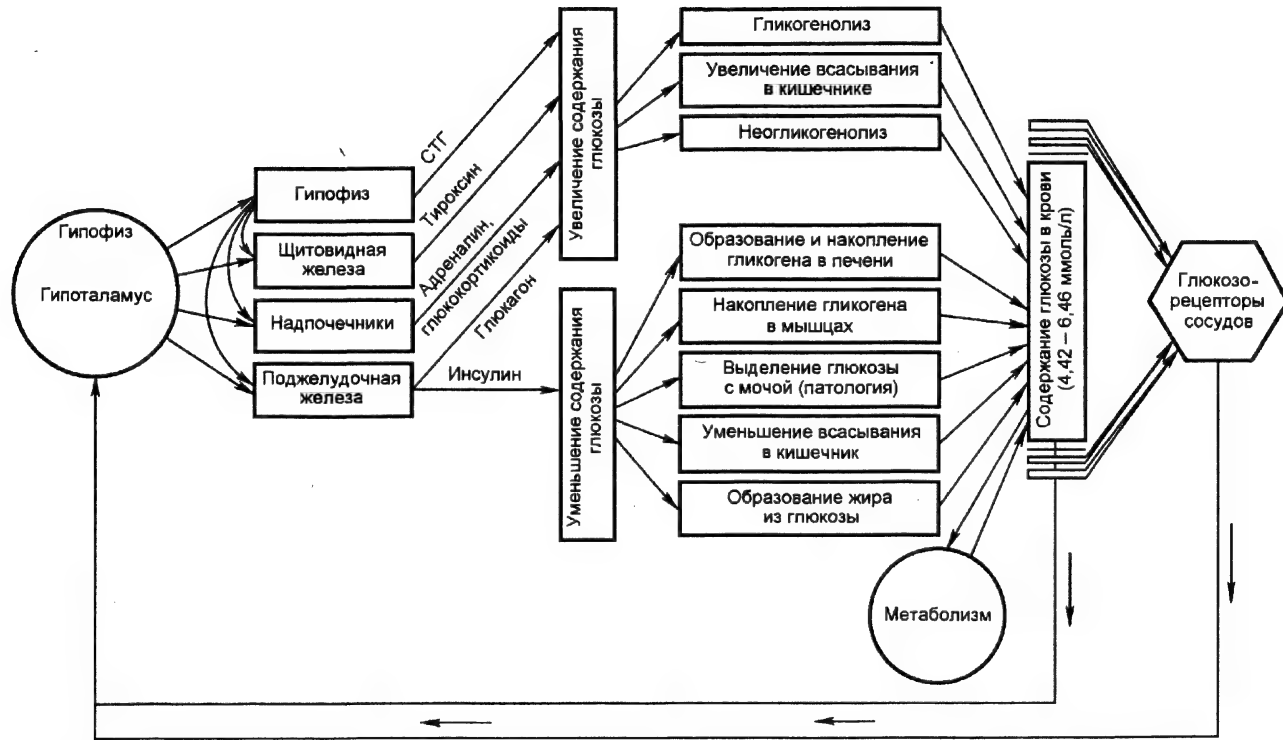 Гипофиз
Гипоталамус
Гипофиз
Щитовидная
железа
Надпочечники
Поджелудочная
железа
СТГ
Тироксин
Адреналин,
глюкокортикоиды
Глюкагон
Инсулин
Увеличение содержания
глюкозы
Уменьшение содержания
глюкозы
Гликогенолиз
Увеличение всасывания
в кишечнике
Неогликогенолиз
Образование и накопление
гликогена в печени
Накопление гликогена
в мышцах
Выделение глюкозы
с мочой (патология)
Уменьшение всасывания
в кишечник
Образование жира
из глюкозы
Метаболизм
Содержание глюкозы в крови
(4,42 – 6,46 ммоль/л)
Глюкозо-
рецепторы
сосудов